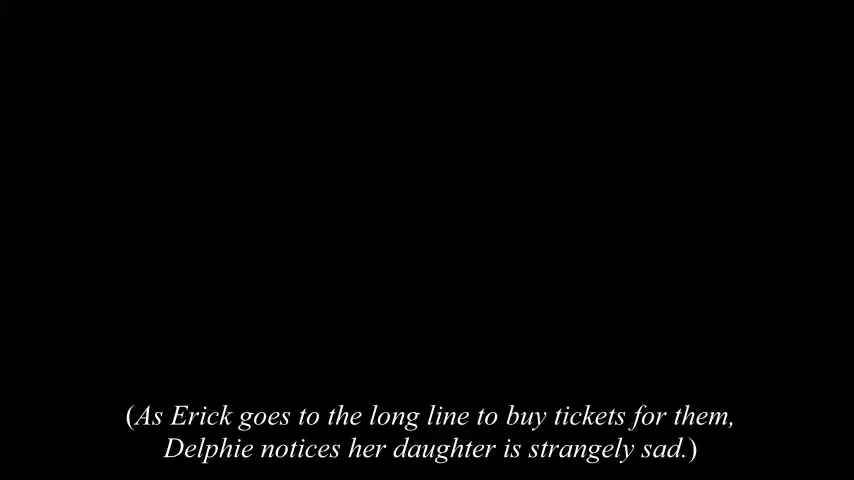 (As Erick goes to the long line to buy tickets for them,
Delphie notices her daughter is strangely sad.)